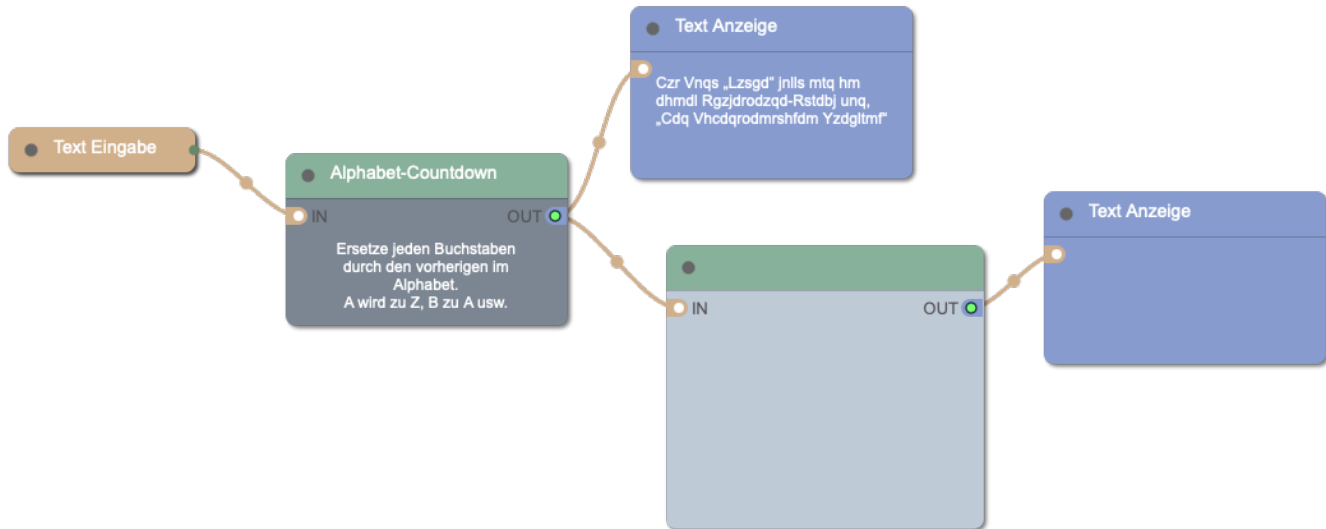 Text Eingabe
Alphabet-Countdown
IN
OUT
Ersetze jeden Buchstaben
durch den vorherigen im
Alphabet.
A wird zu Z, B zu A usw.
Text Anzeige
Czr Vnqs „Lzsgd“ jnlls mtq hm
dhmdl Rgzjdrodzqd-Rstdbj unq,
„Cdq Vhcdqrodmrshfdm Yzdgltmf“
IN
OUT
Text Anzeige